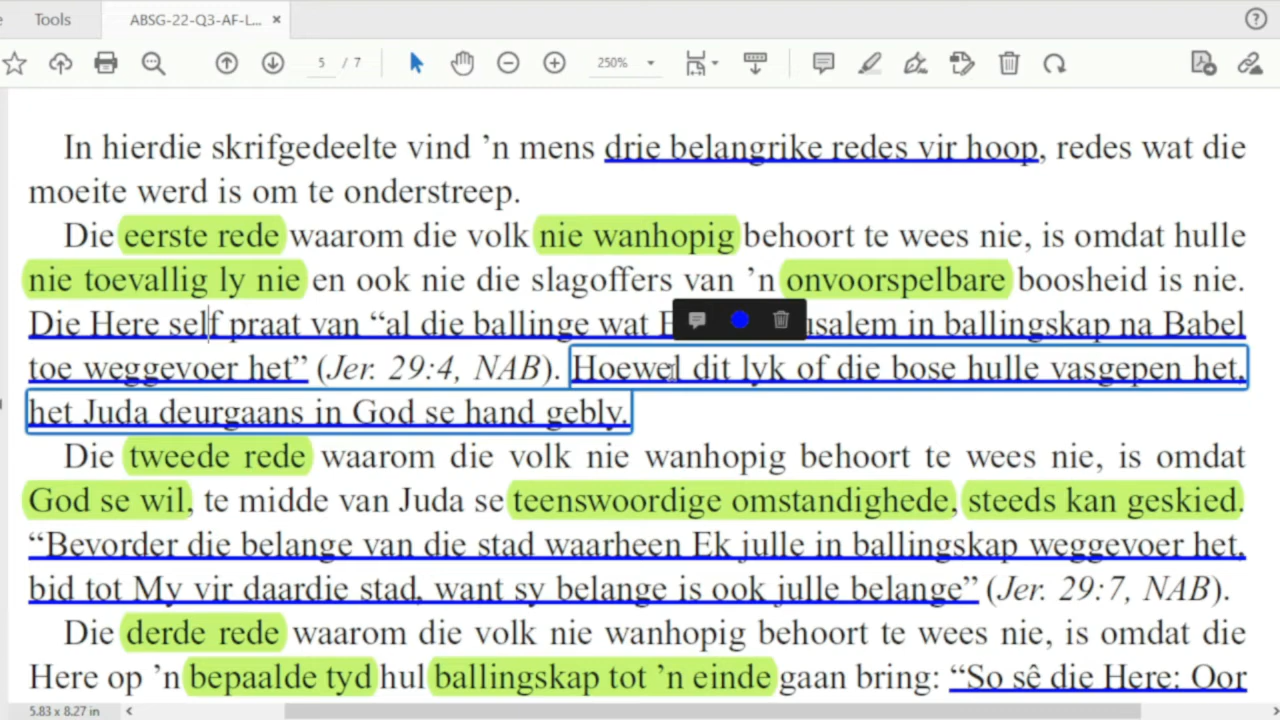 Tools
ABSG-22-Q3-AF-L... ×
5 / 7
250%
In hierdie skrifgedeelte vind ’n mens drie belangrike redes vir hoop, redes wat die
moeite werd is om te onderstreep.
Die eerste rede waarom die volk nie wanhopig behoort te wees nie, is omdat hulle
nie toevallig ly nie en ook nie die slagoffers van ’n onvoorspelbare boosheid is nie.
Die Here self praat van “al die ballinge wat usalem in ballingskap na Babel
toe weggevoer het” (Jer. 29:4, NAB). Hoewel dit lyk of die bose hulle vasgepen het,
het Juda deurgaans in God se hand gebly.
Die tweede rede waarom die volk nie wanhopig behoort te wees nie, is omdat
God se wil, te midde van Juda se teenswoordige omstandighede, steeds kan geskied.
“Bevorder die belange van die stad waarheen Ek julle in ballingskap weggevoer het,
bid tot My vir daardie stad, want sy belange is ook julle belange” (Jer. 29:7, NAB).
Die derde rede waarom die volk nie wanhopig behoort te wees nie, is omdat die
Here op ’n bepaalde tyd hul ballingskap tot ’n einde gaan bring: “So sê die Here: Oor
5.83 x 8.27 in